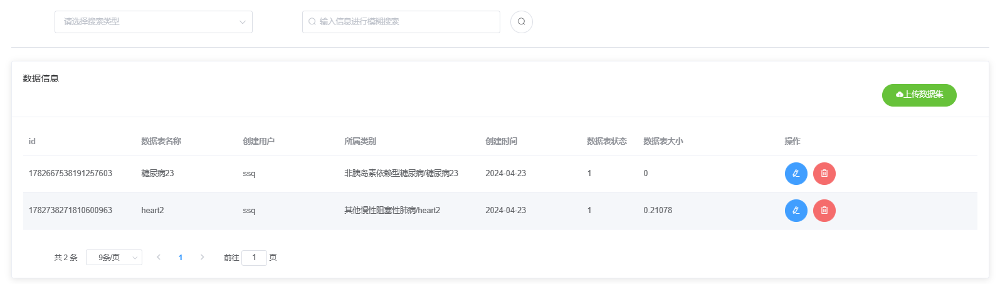 请选择搜索类型 输入信息进行模糊搜索
数据信息
上传数据集
id 数据表名称 创建用户 所属类别 创建时间 数据表状态 数据表大小 操作
1782667538191257603 糖尿病23 ssq 非胰岛素依赖型糖尿病/糖尿病23 2024-04-23 1 0
1782738271810600963 heart2 ssq 其他慢性阻塞性肺病/heart2 2024-04-23 1 0.21078
共 2 条 9条/页 1 前往 1 页